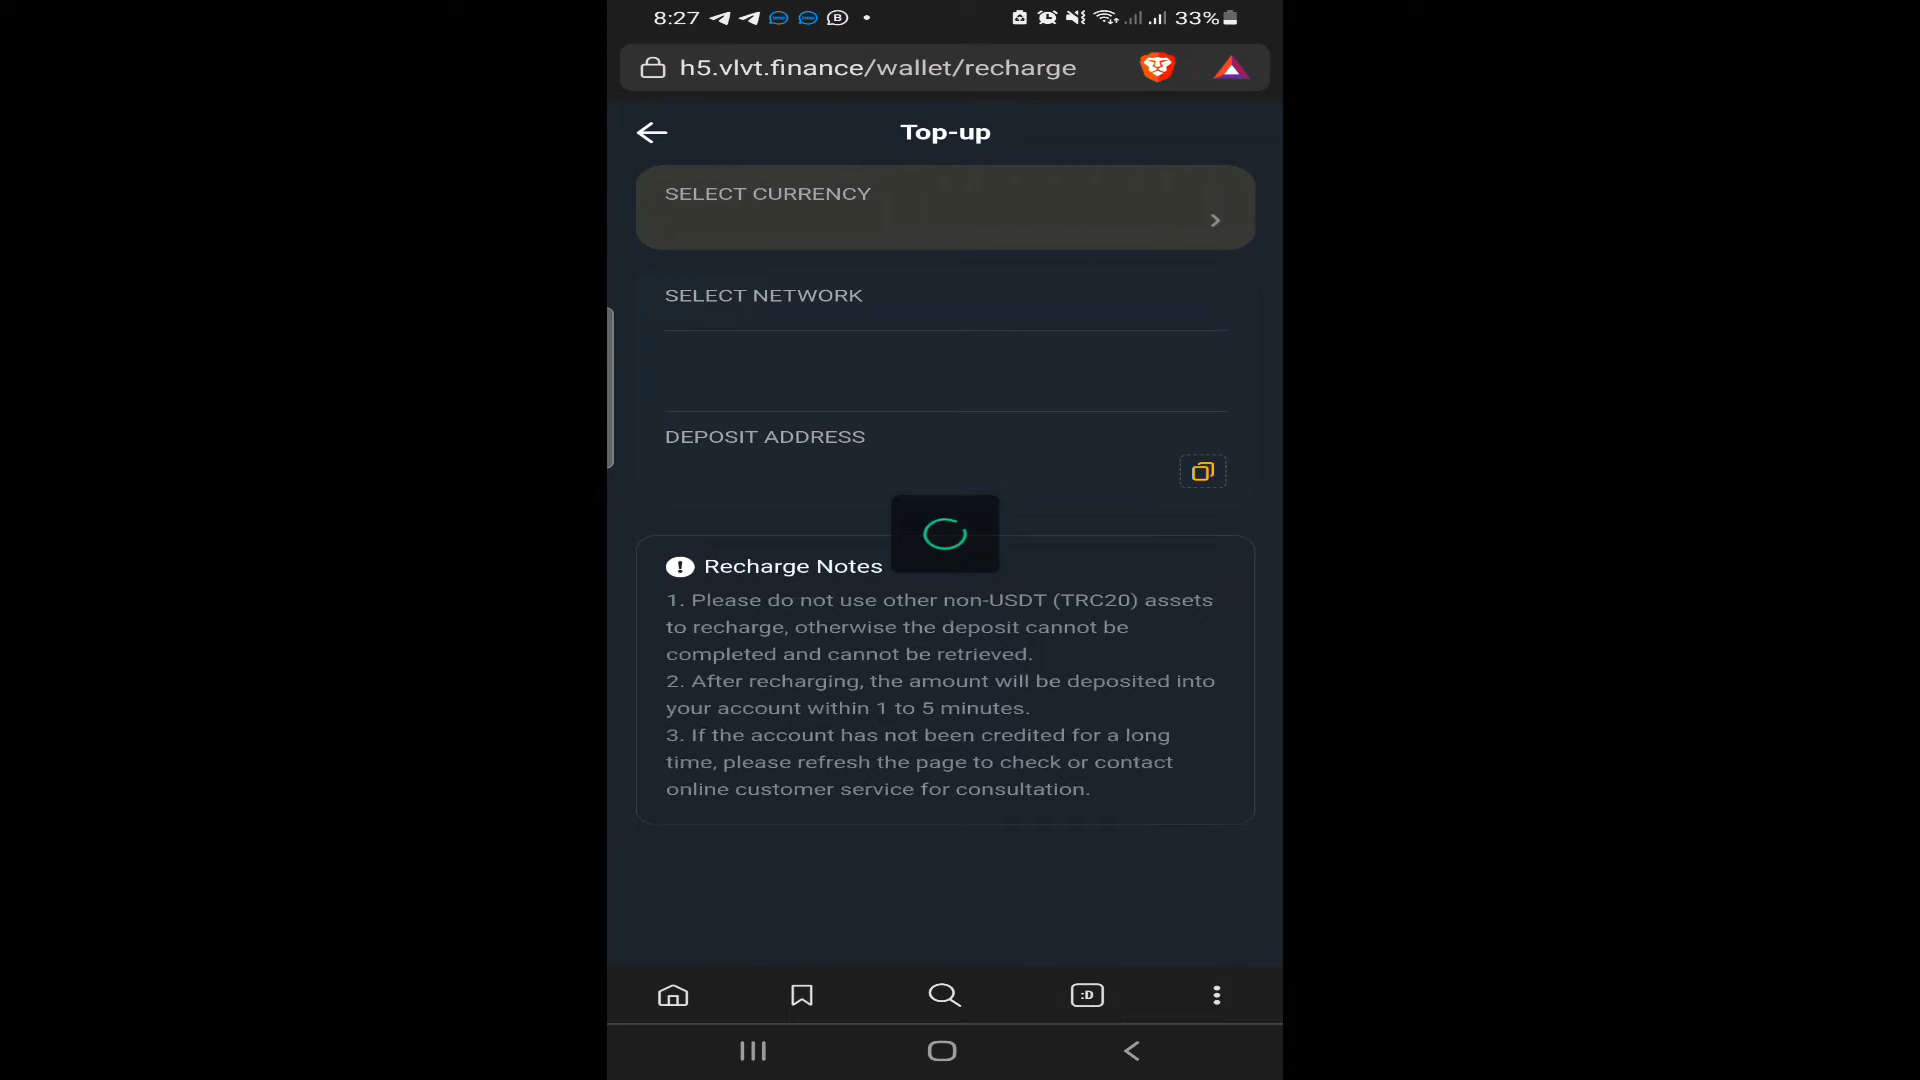 8:27
33%
h5.vlvt.finance/wallet/recharge
Top-up
SELECT CURRENCY
SELECT NETWORK
DEPOSIT ADDRESS
Recharge Notes
1. Please do not use other non-USDT (TRC20) assets
to recharge, otherwise the deposit cannot be
completed and cannot be retrieved.
2. After recharging, the amount will be deposited into
your account within 1 to 5 minutes.
3. If the account has not been credited for a long
time, please refresh the page to check or contact
online customer service for consultation.
:D